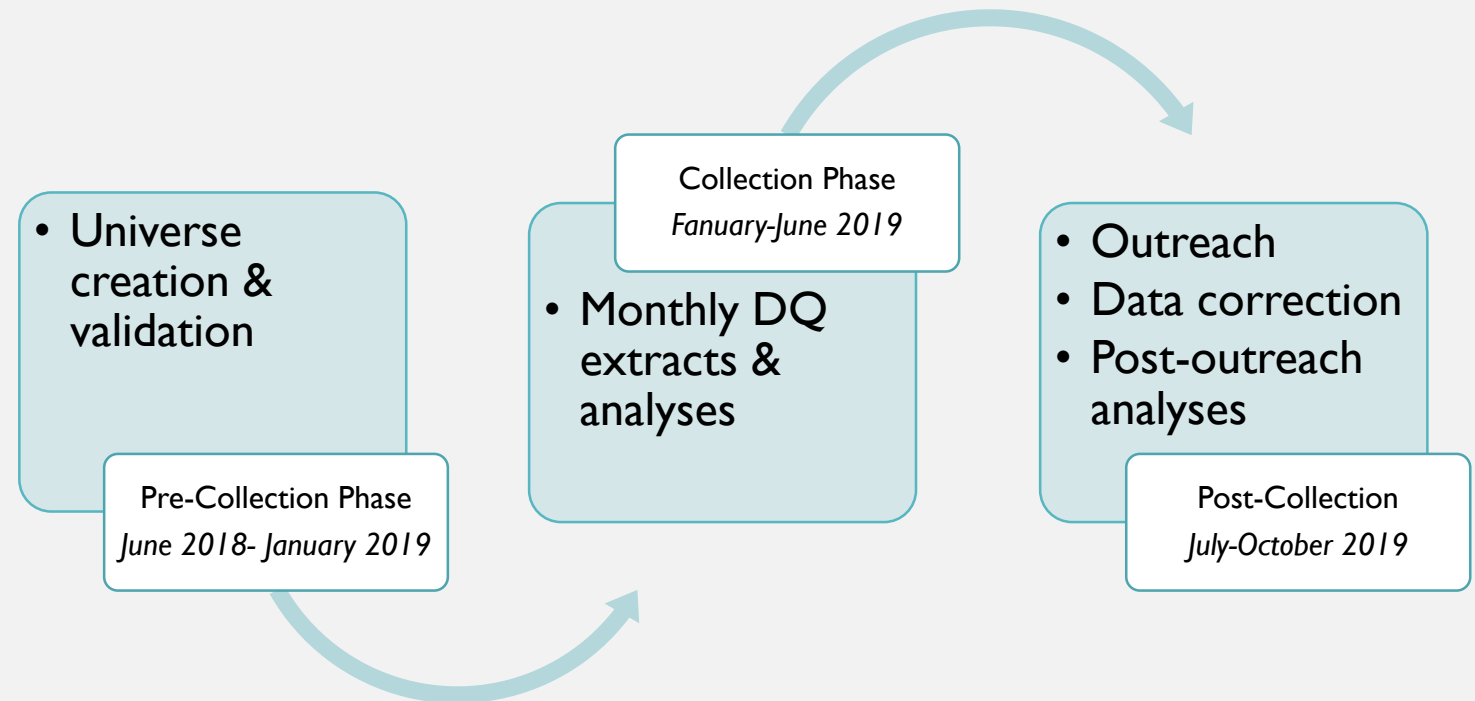 • Universe
creation &
validation
Pre-Collection Phase
June 2018- January 2019
Collection Phase
Fanuary-June 2019
• Monthly DQ
extracts &
analyses
• Outreach
• Data correction
• Post-outreach
analyses
Post-Collection
July-October 2019